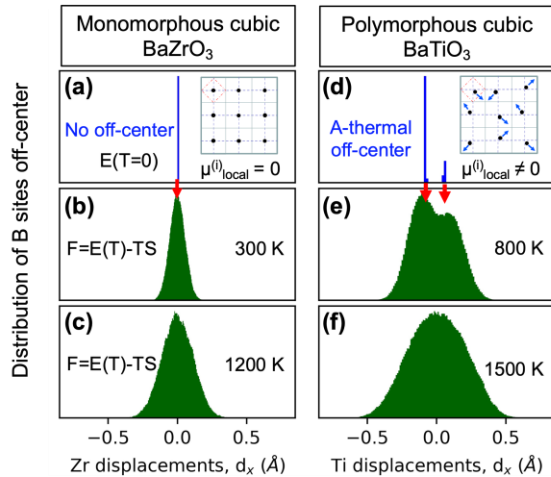 Monomorphous cubic
BaZrO₃
Polymorphous cubic
BaTiO₃
Distribution of B sites off-center
(a)
No off-center
E(T=0)
μ⁽ⁱ⁾local = 0
(d)
A-thermal
off-center
μ⁽ⁱ⁾local ≠ 0
(b)
300 K
F=E(T)-TS
(e)
800 K
(c)
F=E(T)-TS
1200 K
(f)
1500 K
−0.5 0.0 0.5
Zr displacements, dₓ (Å)
−0.5 0.0 0.5
Ti displacements, dₓ (Å)